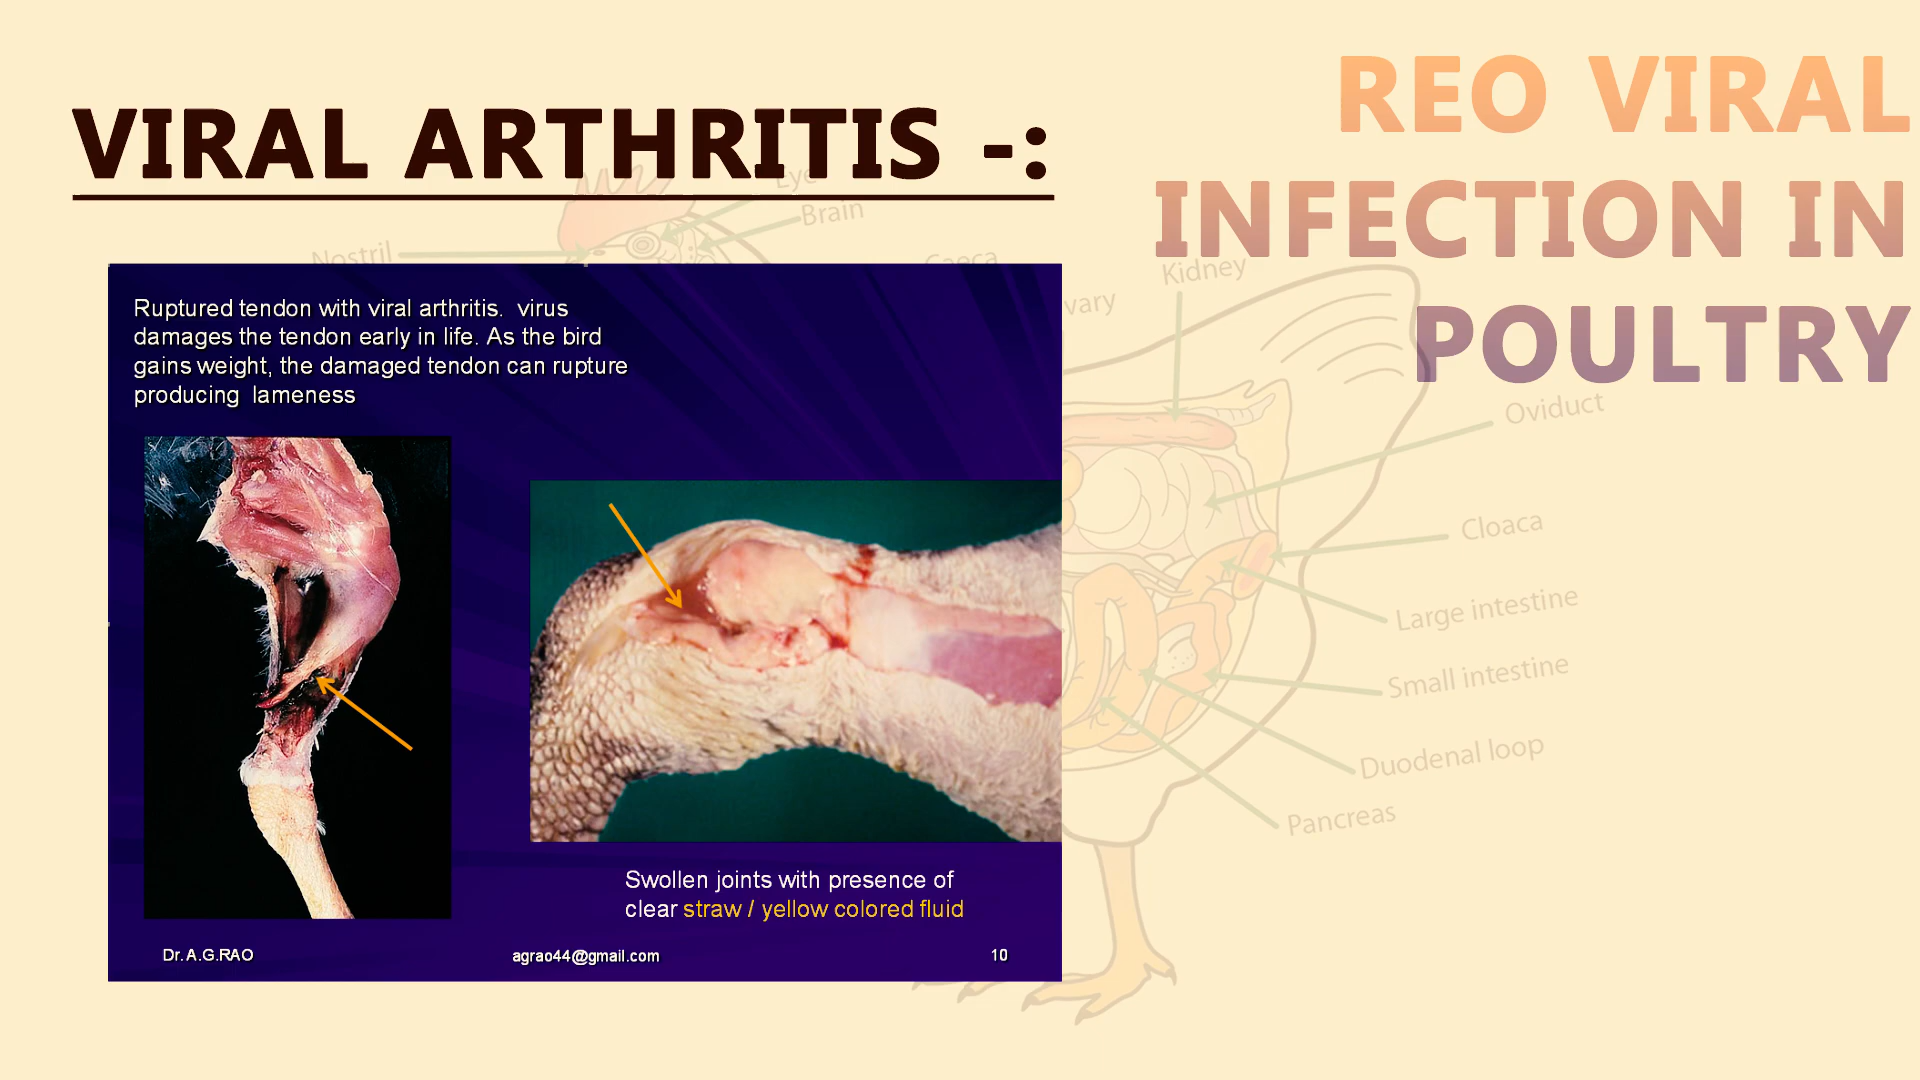 VIRAL ARTHRITIS -:
REO VIRAL
INFECTION IN
POULTRY
Eye
Brain
Nostril
Caeca
Kidney
vary
Oviduct
Cloaca
Large intestine
Small intestine
Duodenal loop
Pancreas
Ruptured tendon with viral arthritis.  virus
damages the tendon early in life. As the bird
gains weight, the damaged tendon can rupture
producing  lameness
Swollen joints with presence of
clear straw / yellow colored fluid
Dr.A.G.RAO
agrao44@gmail.com
10